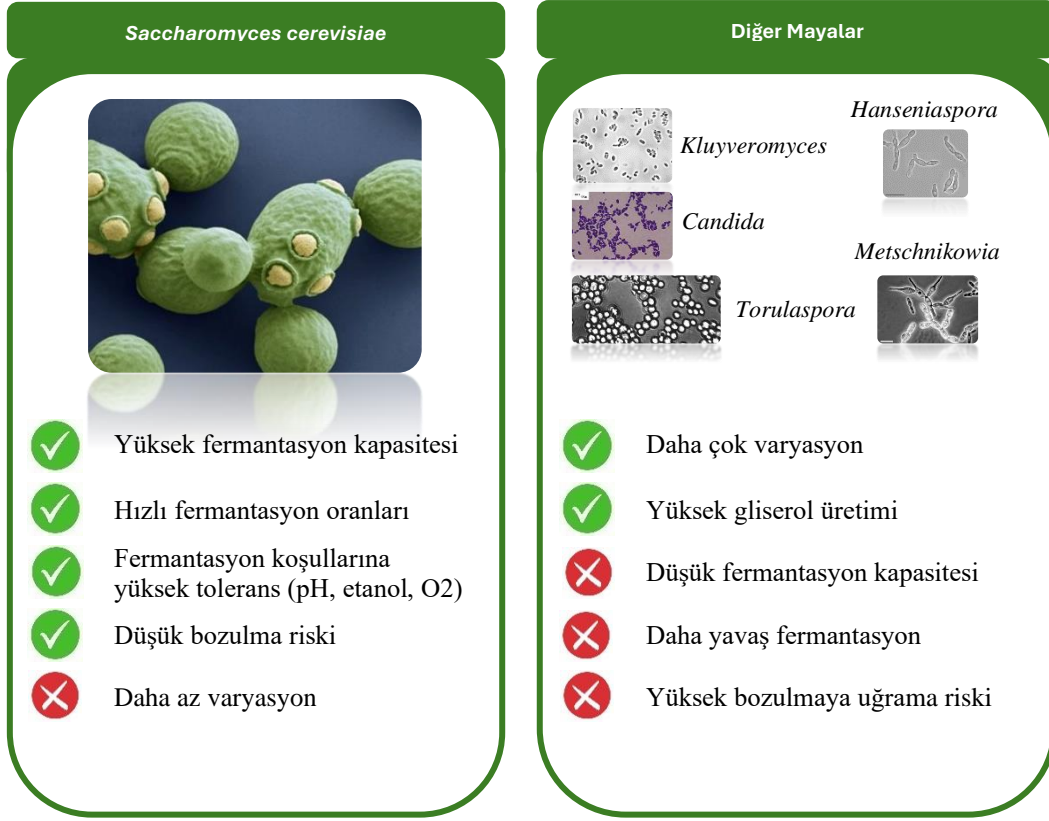 Saccharomyces cerevisiae
Yüksek fermantasyon kapasitesi
Hızlı fermantasyon oranları
Fermantasyon koşullarına
yüksek tolerans (pH, etanol, O2)
Düşük bozulma riski
Daha az varyasyon
Diğer Mayalar
Hanseniaspora
Kluyveromyces
Candida
Metschnikowia
Torulaspora
Daha çok varyasyon
Yüksek gliserol üretimi
Düşük fermantasyon kapasitesi
Daha yavaş fermantasyon
Yüksek bozulmaya uğrama riski